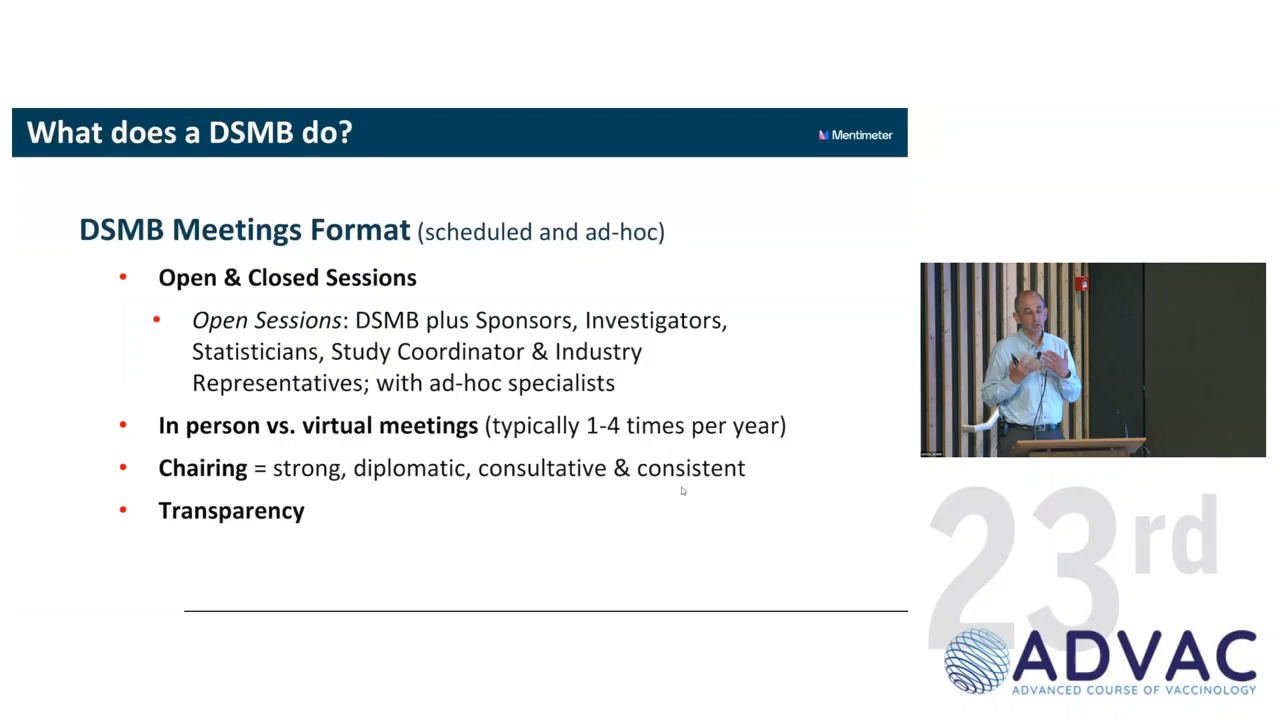 What does a DSMB do?
Mentimeter
DSMB Meetings Format (scheduled and ad-hoc)
• Open & Closed Sessions
• Open Sessions: DSMB plus Sponsors, Investigators,
Statisticians, Study Coordinator & Industry
Representatives; with ad-hoc specialists
• In person vs. virtual meetings (typically 1-4 times per year)
• Chairing = strong, diplomatic, consultative & consistent
• Transparency
23rd
ADVAC
ADVANCED COURSE OF VACCINOLOGY